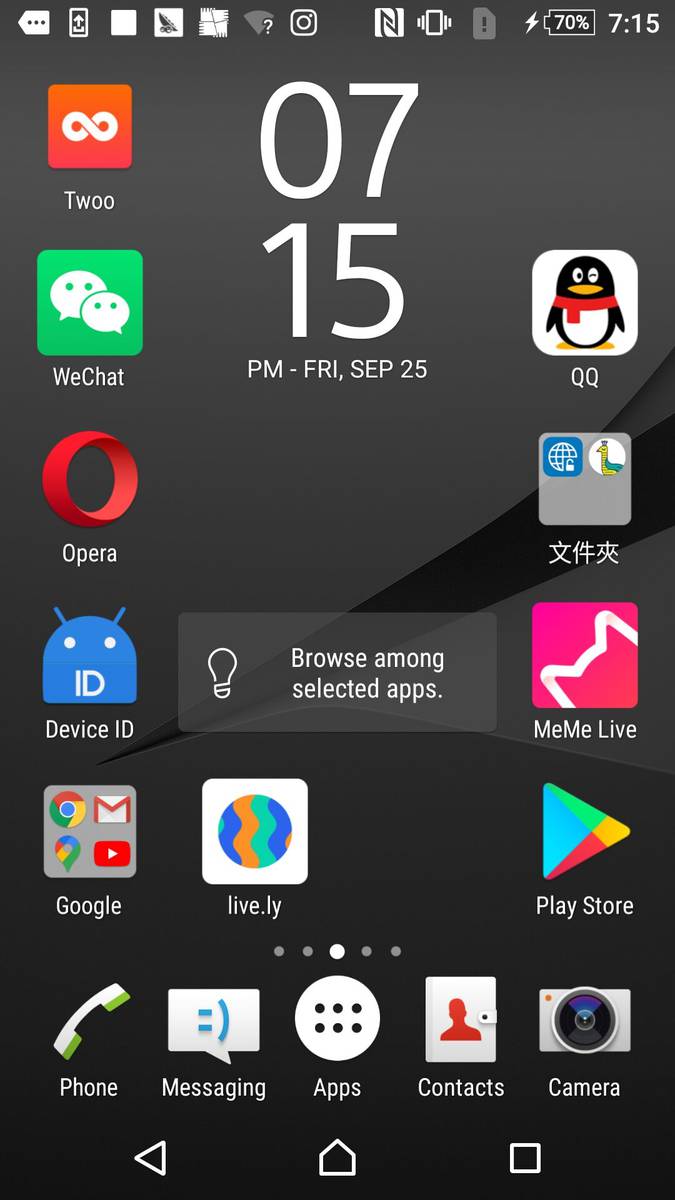 70% 7:15
07
15
PM - FRI, SEP 25
Twoo
WeChat
QQ
Opera
文件夾
ID
Device ID
Browse among
selected apps.
MeMe Live
Google
live.ly
Play Store
:)
Phone
Messaging
Apps
Contacts
Camera